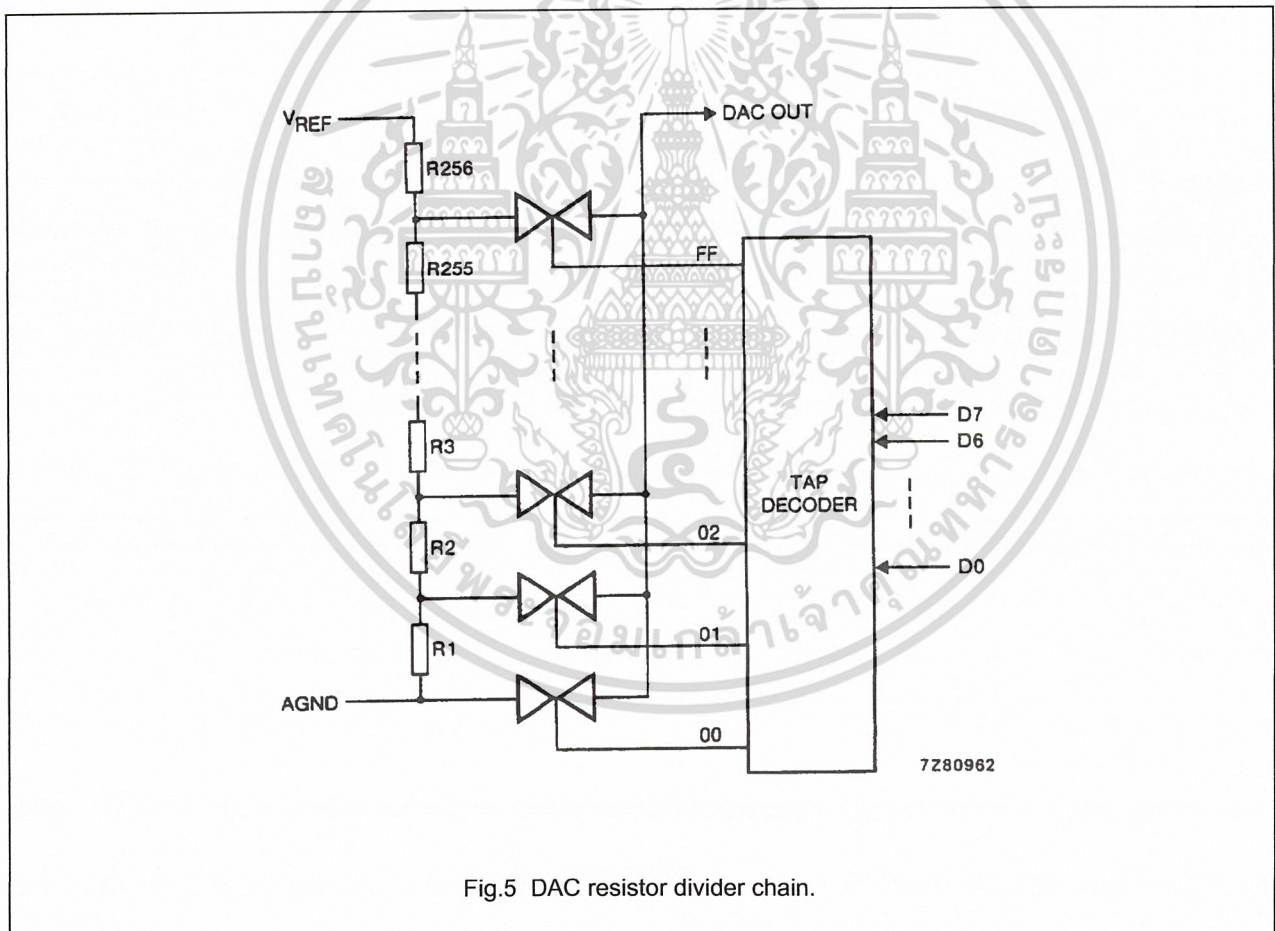 VREF
DAC OUT
R256
FF
R255
D7
D6
R3
TAP
DECODER
02
R2
D0
01
R1
AGND
00
7Z80962
Fig.5 DAC resistor divider chain.